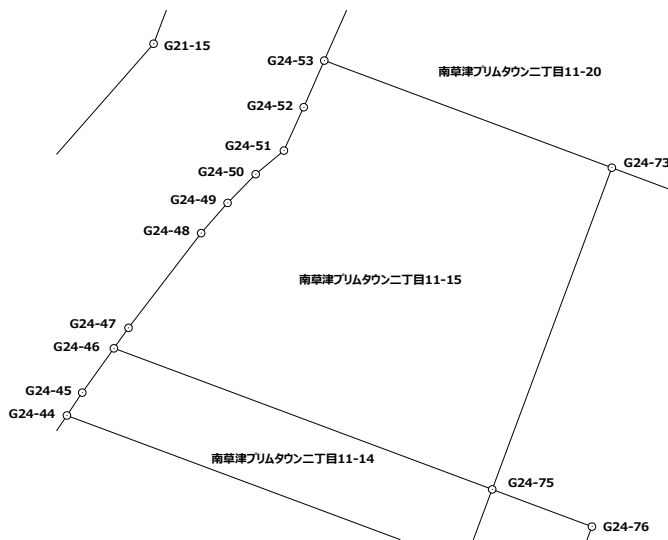 G21-15
G24-53
南草津プリムタウン二丁目11-20
G24-52
G24-51
G24-73
G24-50
G24-49
G24-48
南草津プリムタウン二丁目11-15
G24-47
G24-46
G24-45
G24-44
南草津プリムタウン二丁目11-14
G24-75
G24-76